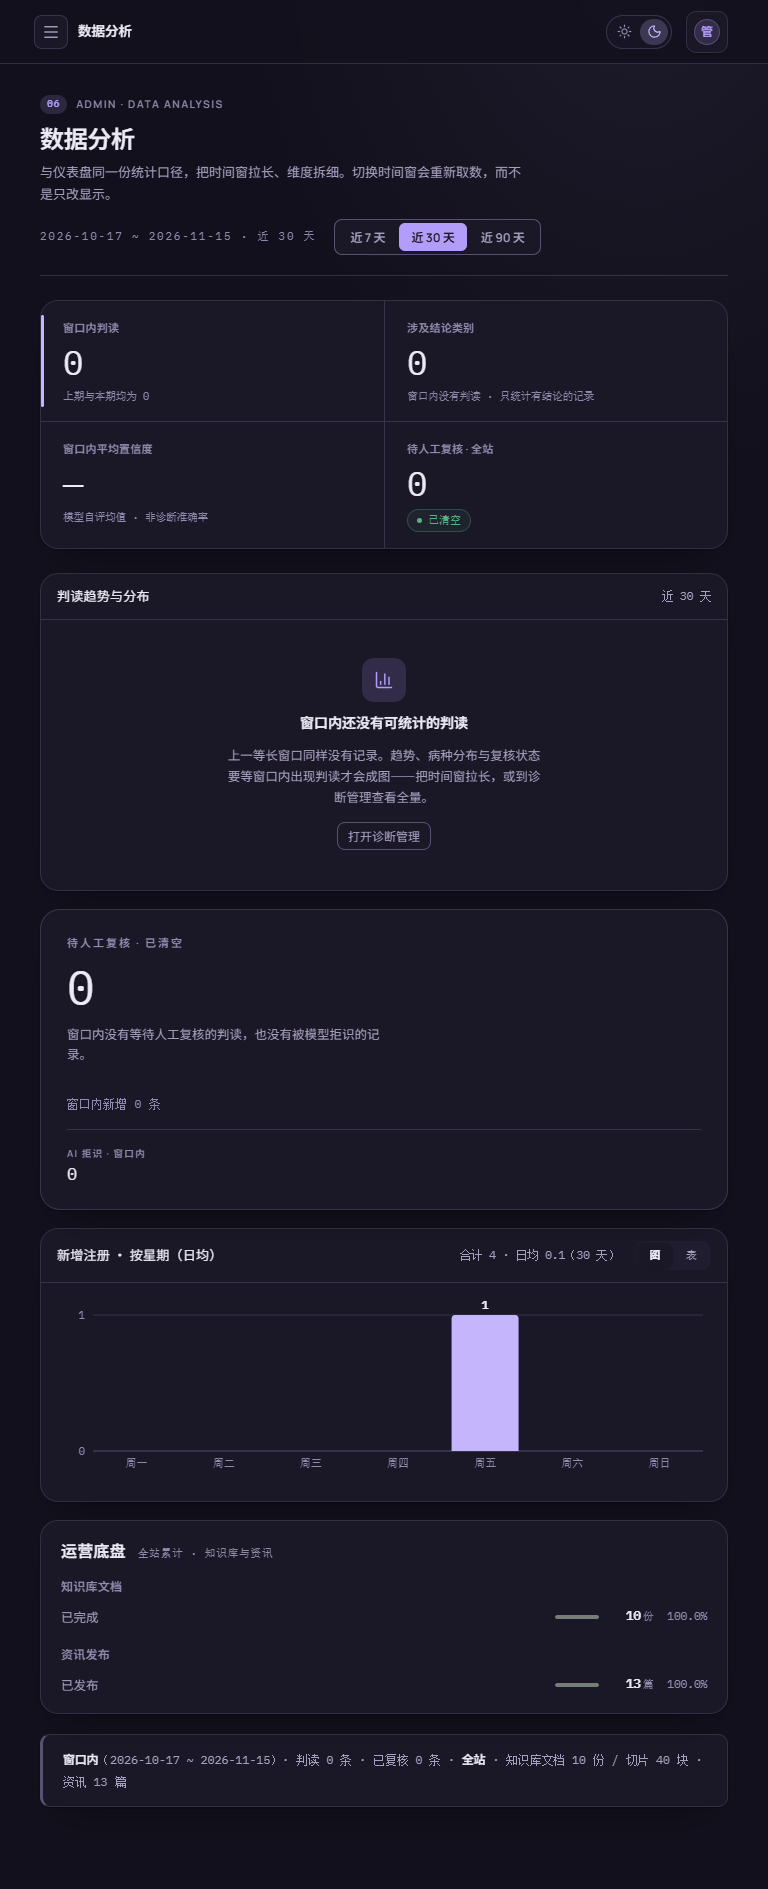 数据分析
管
06 ADMIN · DATA ANALYSIS
数据分析
与仪表盘同一份统计口径，把时间窗拉长、维度拆细。切换时间窗会重新取数，而不
是只改显示。
2026-10-17 ~ 2026-11-15 · 近 30 天
近 7 天 近 30 天 近 90 天
窗口内判读
0
上期与本期均为 0
涉及结论类别
0
窗口内没有判读 · 只统计有结论的记录
窗口内平均置信度
—
模型自评均值 · 非诊断准确率
待人工复核 · 全站
0
已清空
判读趋势与分布
近 30 天
窗口内还没有可统计的判读
上一等长窗口同样没有记录。趋势、病种分布与复核状态
要等窗口内出现判读才会成图——把时间窗拉长，或到诊
断管理查看全量。
打开诊断管理
待人工复核 · 已清空
0
窗口内没有等待人工复核的判读，也没有被模型拒识的记
录。
窗口内新增 0 条
AI 拒识 · 窗口内
0
新增注册 · 按星期（日均）
合计 4 · 日均 0.1（30 天）
图 表
1
1
0
周一 周二 周三 周四 周五 周六 周日
运营底盘 全站累计 · 知识库与资讯
知识库文档
已完成 10 份 100.0%
资讯发布
已发布 13 篇 100.0%
窗口内（2026-10-17 ~ 2026-11-15）· 判读 0 条 · 已复核 0 条 · 全站 · 知识库文档 10 份 / 切片 40 块 ·
资讯 13 篇